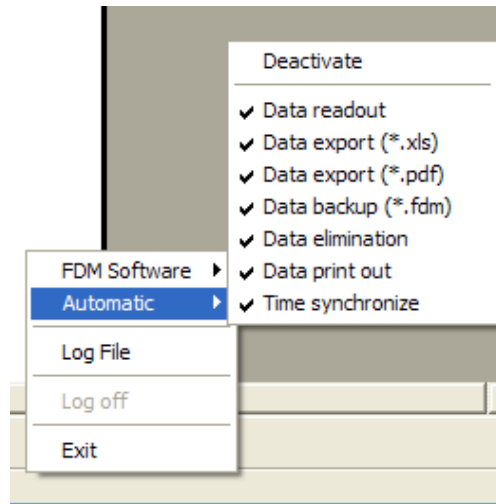 Deactivate
Data readout
Data export (*.xls)
Data export (*.pdf)
Data backup (*.fdm)
Data elimination
Data print out
Time synchronize
FDM Software
Automatic
Log File
Log off
Exit